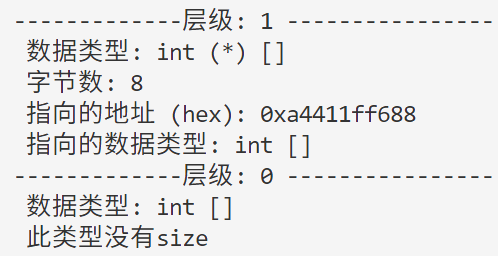 -------------层级: 1 ----------------
数据类型: int (*) []
字节数: 8
指向的地址 (hex): 0xa4411ff688
指向的数据类型: int []
-------------层级: 0 ----------------
数据类型: int []
此类型没有size